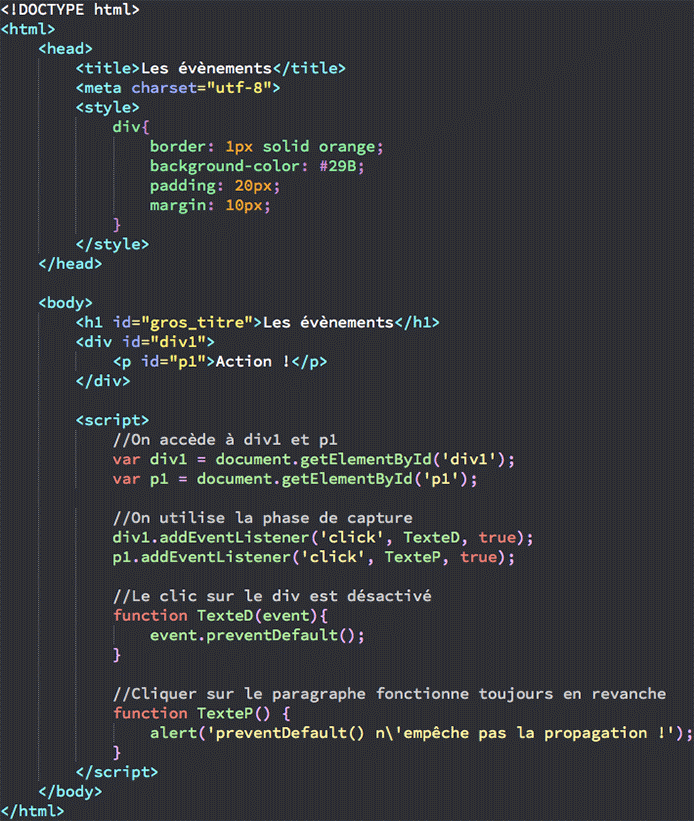 <!DOCTYPE html>
<html>
<head>
<title>Les évènements</title>
<meta charset="utf-8">
<style>
div{
border: 1px solid orange;
background-color: #29B;
padding: 20px;
margin: 10px;
}
</style>
</head>
<body>
<h1 id="gros_titre">Les évènements</h1>
<div id="div1">
<p id="p1">Action !</p>
</div>
<script>
//On accède à div1 et p1
var div1 = document.getElementById('div1');
var p1 = document.getElementById('p1');
//On utilise la phase de capture
div1.addEventListener('click', TexteD, true);
p1.addEventListener('click', TexteP, true);
//Le clic sur le div est désactivé
function TexteD(event){
event.preventDefault();
}
//Cliquer sur le paragraphe fonctionne toujours en revanche
function TexteP() {
alert('preventDefault() n\'empêche pas la propagation !');
}
</script>
</body>
</html>